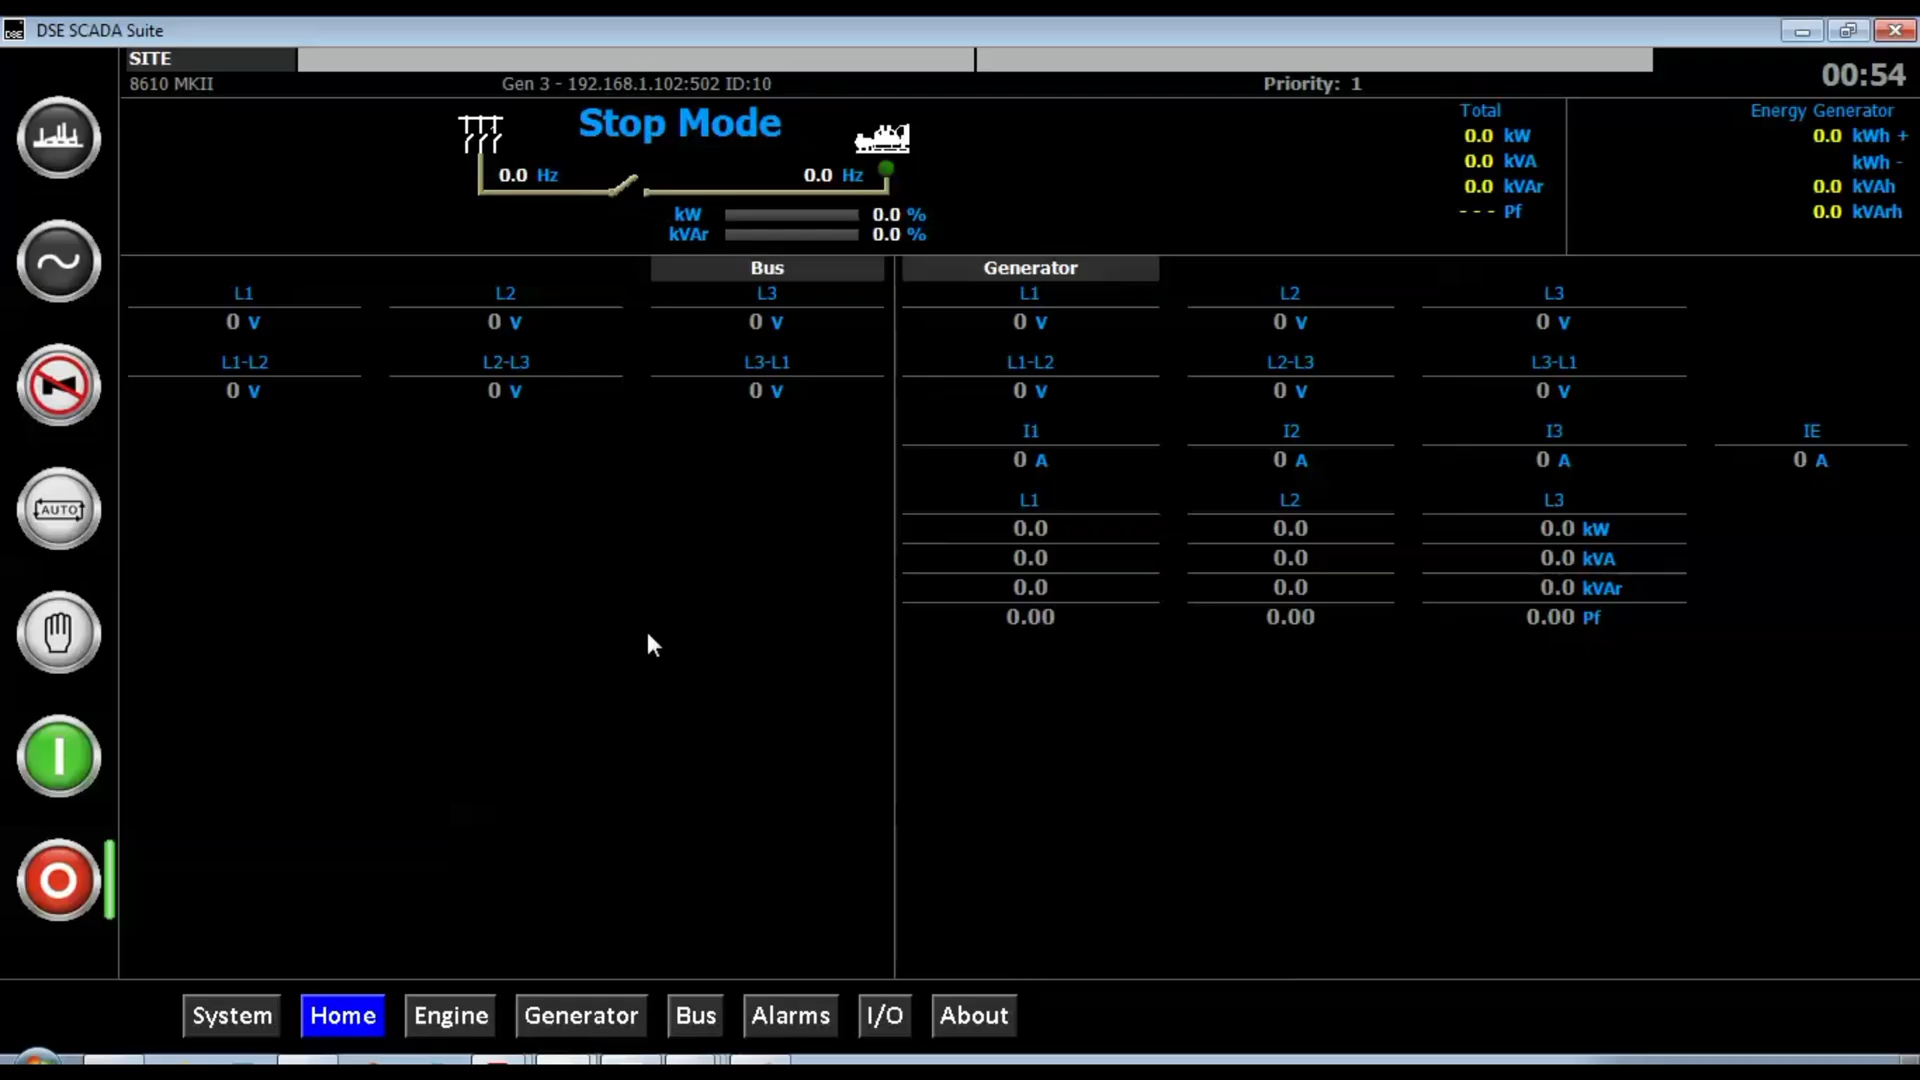 DSE
DSE SCADA Suite
SITE
8610 MKII
Gen 3 - 192.168.1.102:502 ID:10
Priority: 1
00:54
Stop Mode
0.0 Hz
0.0 Hz
kW 0.0 %
kVAr 0.0 %
Total
0.0 kW
0.0 kVA
0.0 kVAr
--- Pf
Energy Generator
0.0 kWh +
kWh -
0.0 kVAh
0.0 kVArh
Bus
L1 L2 L3
0 V 0 V 0 V
L1-L2 L2-L3 L3-L1
0 V 0 V 0 V
Generator
L1 L2 L3
0 V 0 V 0 V
L1-L2 L2-L3 L3-L1
0 V 0 V 0 V
I1 I2 I3 IE
0 A 0 A 0 A 0 A
L1 L2 L3
0.0 0.0 0.0 kW
0.0 0.0 0.0 kVA
0.0 0.0 0.0 kVAr
0.00 0.00 0.00 Pf
AUTO
System Home Engine Generator Bus Alarms I/O About